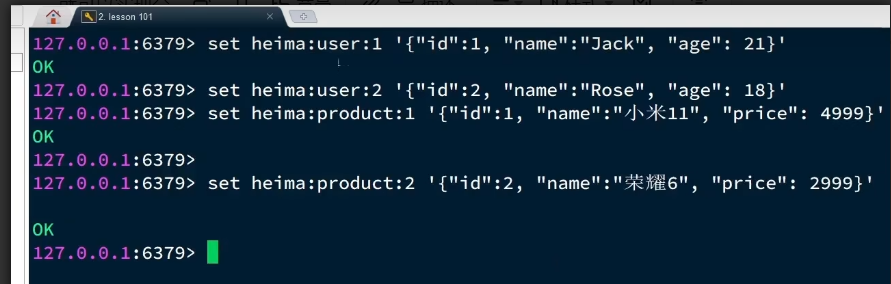 2. lesson 101
127.0.0.1:6379> set heima:user:1 '{"id":1, "name":"Jack", "age": 21}'
OK
127.0.0.1:6379> set heima:user:2 '{"id":2, "name":"Rose", "age": 18}'
127.0.0.1:6379> set heima:product:1 '{"id":1, "name":"小米11", "price": 4999}'
OK
127.0.0.1:6379>
127.0.0.1:6379> set heima:product:2 '{"id":2, "name":"荣耀6", "price": 2999}'
OK
127.0.0.1:6379>